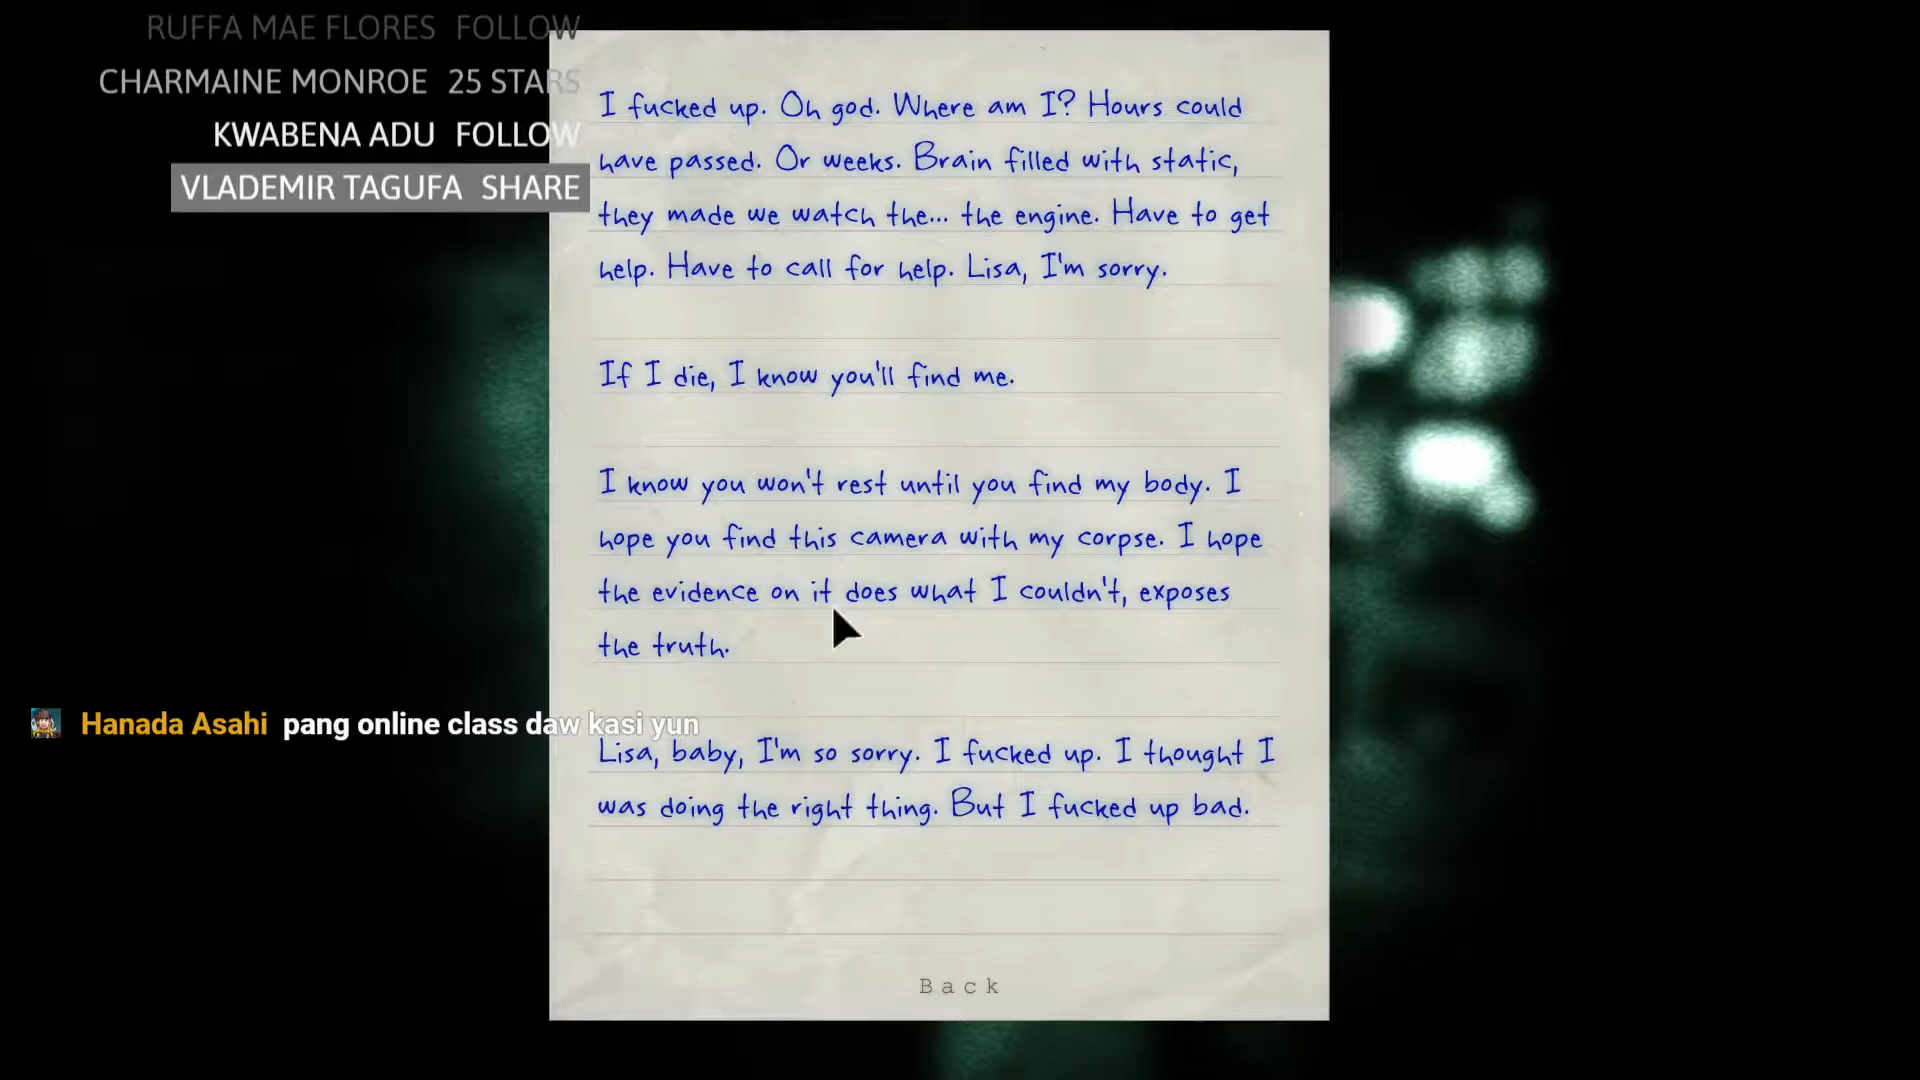 RUFFA MAE FLORES FOLLOW
CHARMAINE MONROE 25 STARS
KWABENA ADU FOLLOW
VLADEMIR TAGUFA SHARE
I fucked up. Oh god. Where am I? Hours could
have passed. Or weeks. Brain filled with static,
they made we watch the... the engine. Have to get
help. Have to call for help. Lisa, I'm sorry.
If I die, I know you'll find me.
I know you won't rest until you find my body. I
hope you find this camera with my corpse. I hope
the evidence on it does what I couldn't, exposes
the truth.
Hanada Asahi pang online class daw kasi yun
Lisa, baby, I'm so sorry. I fucked up. I thought I
was doing the right thing. But I fucked up bad.
Back